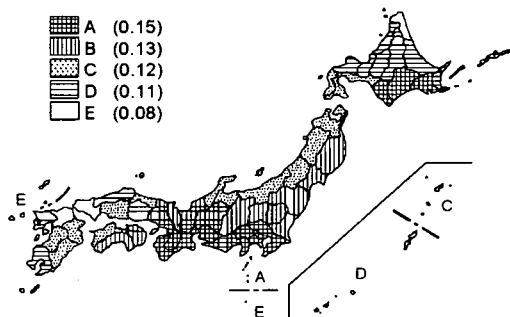 A (0.15)
B (0.13)
C (0.12)
D (0.11)
E (0.08)
E
C
A
D
E